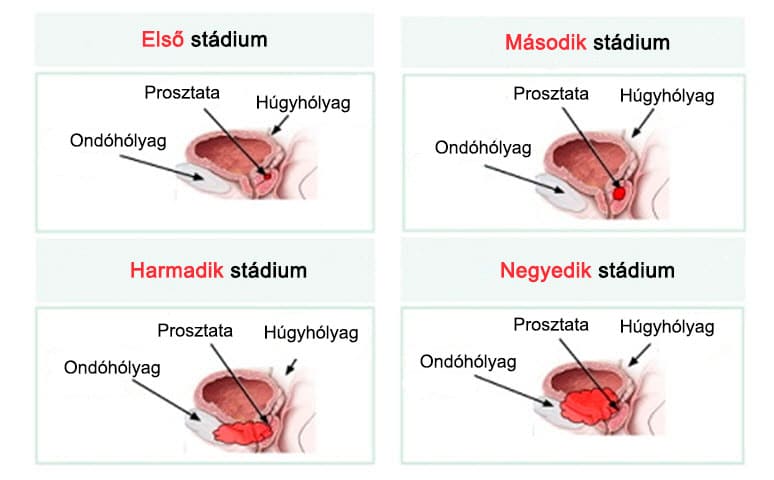 Első stádium
Prosztata
Húgyhólyag
Ondóhólyag
Második stádium
Prosztata
Húgyhólyag
Ondóhólyag
Harmadik stádium
Prosztata
Húgyhólyag
Ondóhólyag
Negyedik stádium
Prosztata
Húgyhólyag
Ondóhólyag